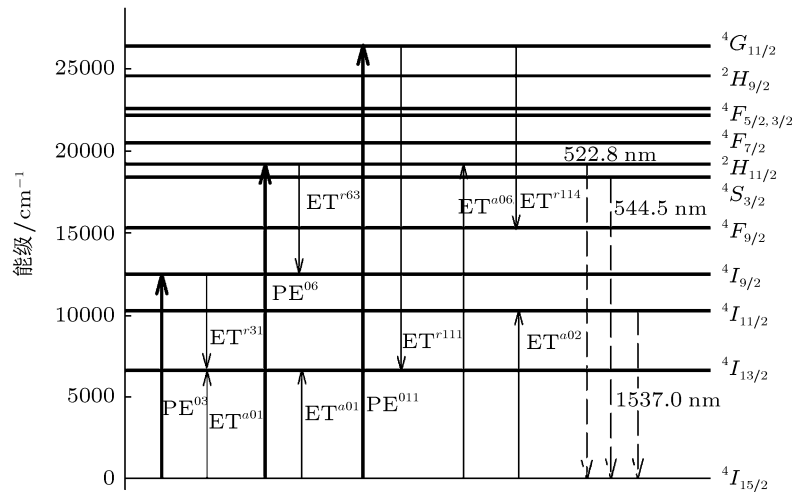 能级/cm⁻¹
25000
20000
15000
10000
5000
0
⁴G₁₁/₂
²H₉/₂
⁴F₅/₂, ₃/₂
⁴F₇/₂
²H₁₁/₂
⁴S₃/₂
⁴F₉/₂
⁴I₉/₂
⁴I₁₁/₂
⁴I₁₃/₂
⁴I₁₅/₂
522.8 nm
544.5 nm
1537.0 nm
ETʳ⁶³
ETᵃ⁰⁶
ETʳ¹¹⁴
PE⁰⁶
ETʳ³¹
ETʳ¹¹¹
ETᵃ⁰²
PE⁰³
ETᵃ⁰¹
ETᵃ⁰¹
PE⁰¹¹